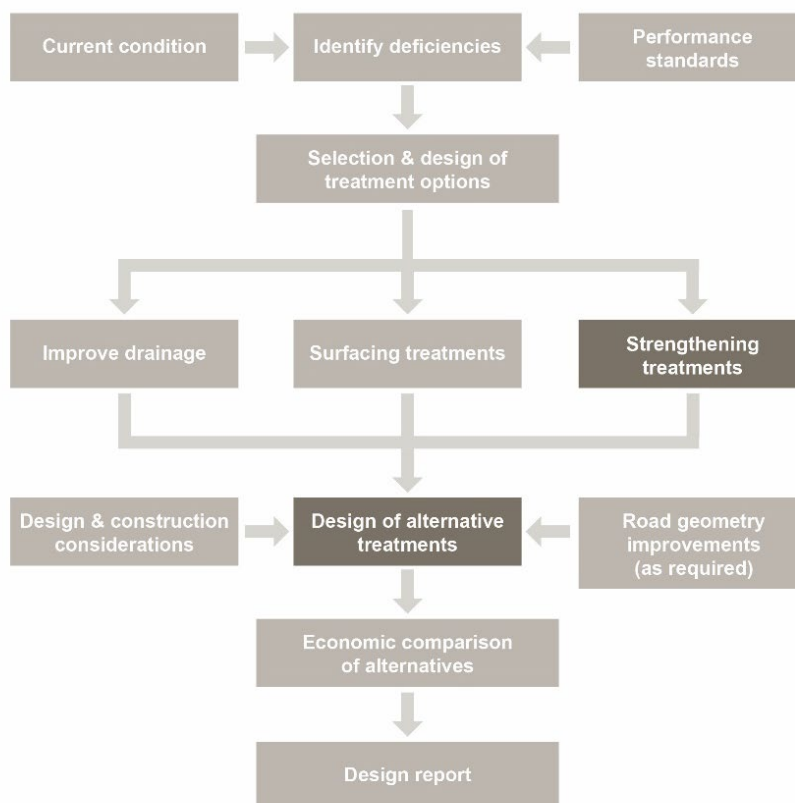 Current condition
Identify deficiencies
Performance
standards
Selection & design of
treatment options
Improve drainage
Surfacing treatments
Strengthening
treatments
Design & construction
considerations
Design of alternative
treatments
Road geometry
improvements
(as required)
Economic comparison
of alternatives
Design report